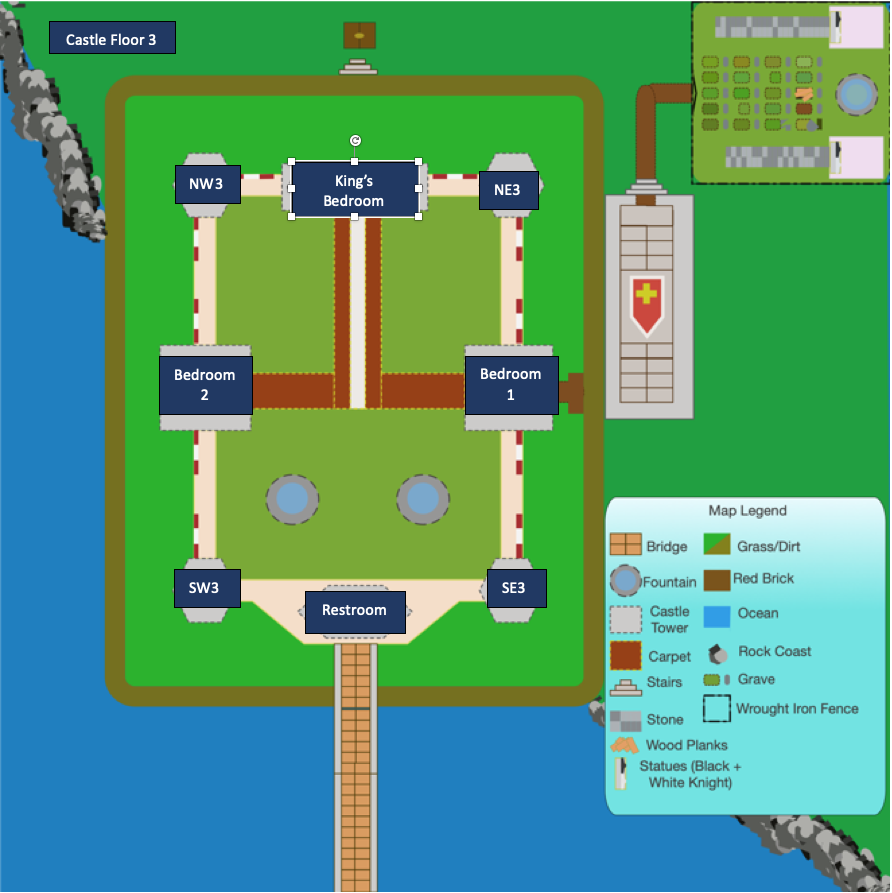 Castle Floor 3
NW3
King's
Bedroom
NE3
Bedroom
2
Bedroom
1
SW3
Restroom
SE3
Map Legend
Bridge
Grass/Dirt
Fountain
Red Brick
Castle
Tower
Ocean
Carpet
Rock Coast
Stairs
Grave
Stone
Wrought Iron Fence
Wood Planks
Statues (Black +
White Knight)